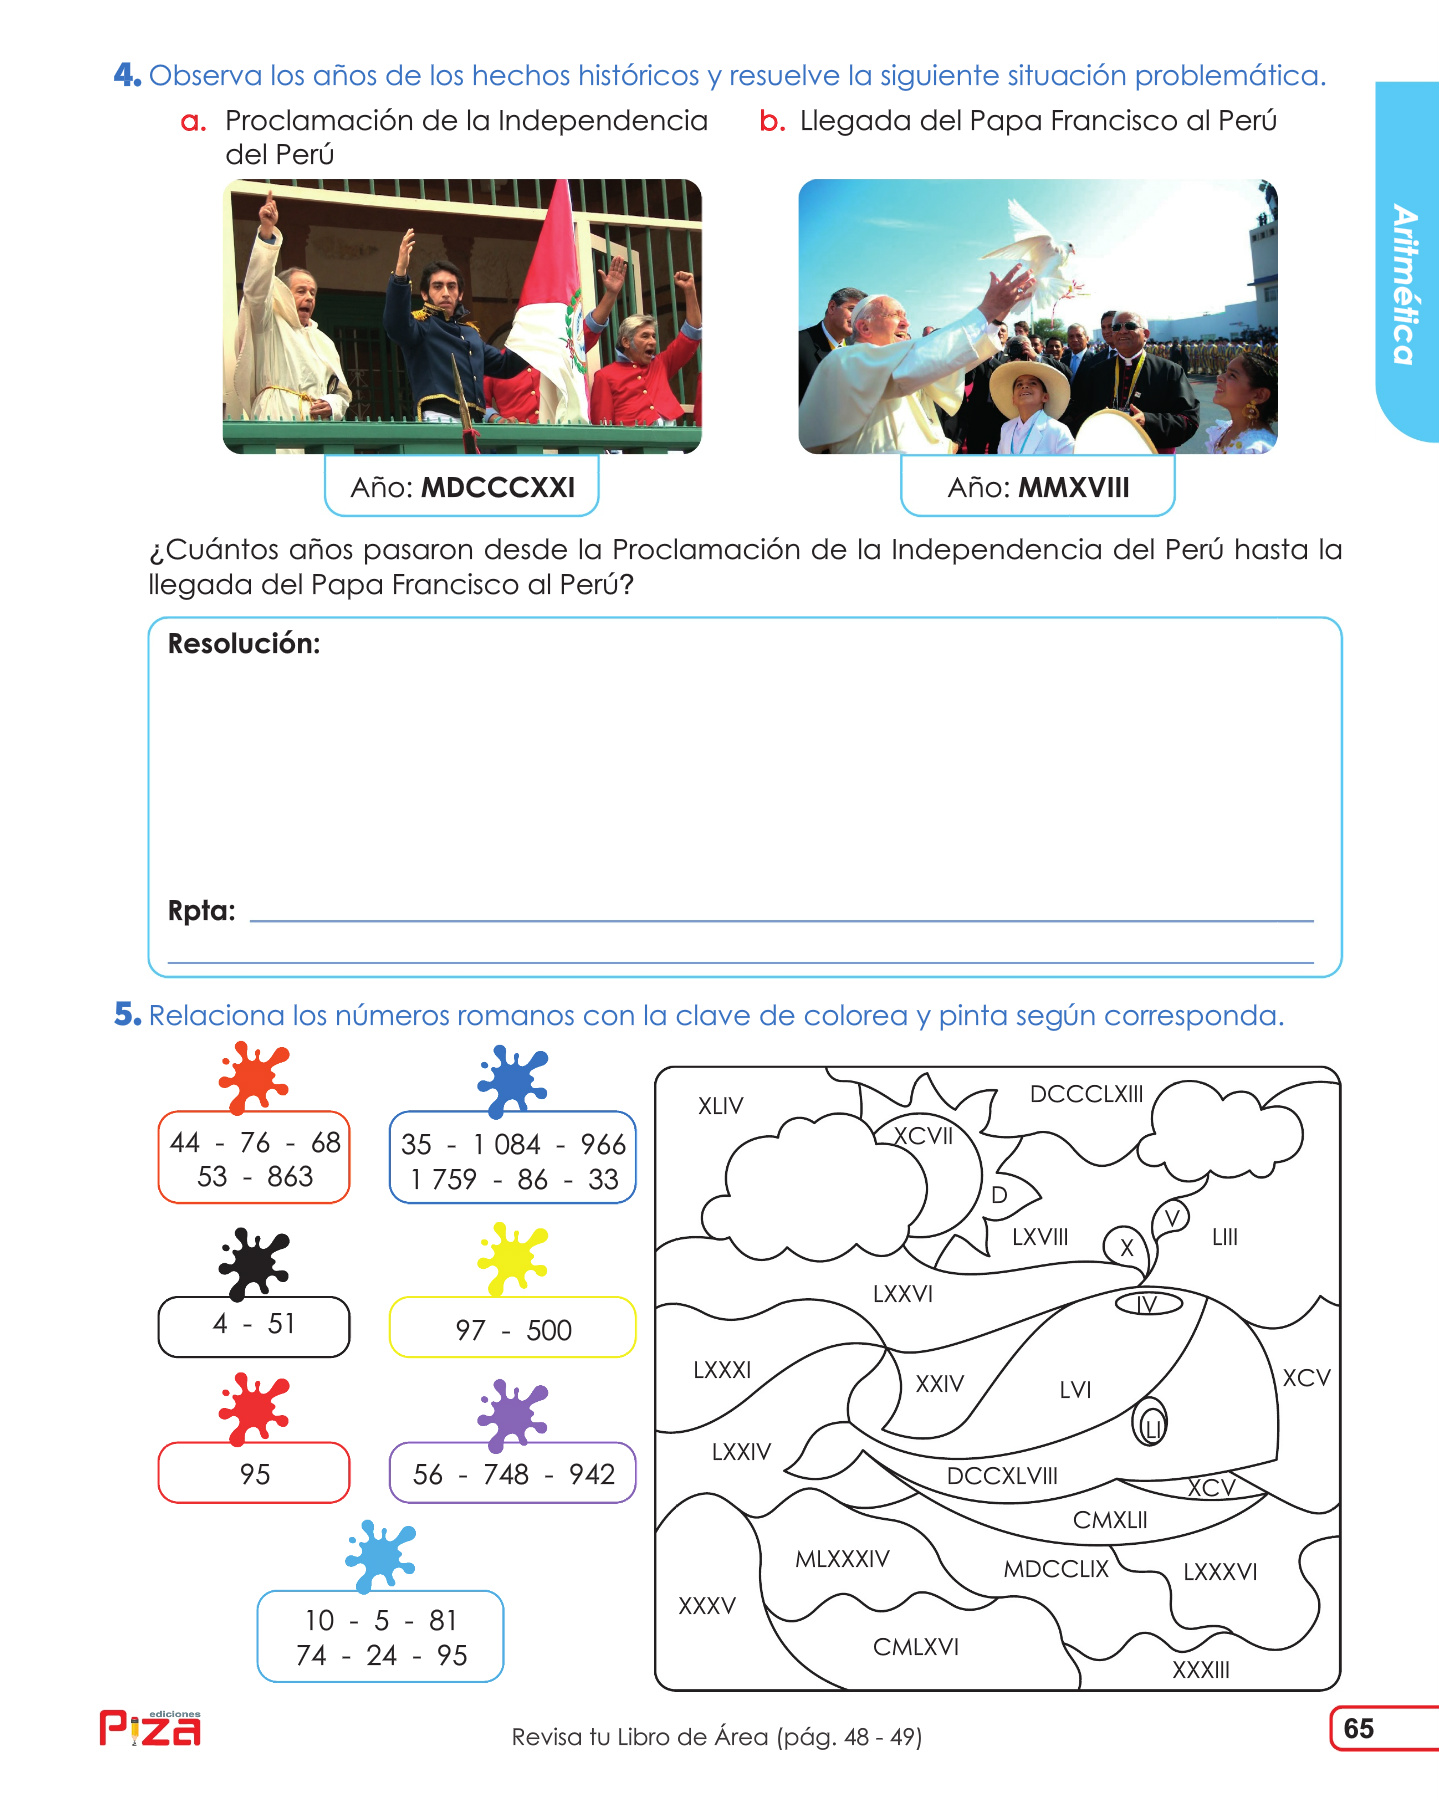 4. Observa los años de los hechos históricos y resuelve la siguiente situación problemática.
a. Proclamación de la Independencia
del Perú
b. Llegada del Papa Francisco al Perú
Año: MDCCCXXI
Año: MMXVIII
¿Cuántos años pasaron desde la Proclamación de la Independencia del Perú hasta la
llegada del Papa Francisco al Perú?
Resolución:
Rpta:
5. Relaciona los números romanos con la clave de colorea y pinta según corresponda.
44 - 76 - 68
53 - 863
35 - 1 084 - 966
1 759 - 86 - 33
4 - 51
97 - 500
95
56 - 748 - 942
10 - 5 - 81
74 - 24 - 95
XLIV
DCCCLXIII
XCVII
D
LXVIII
X
V
LIII
LXXVI
IV
LXXXI
XXIV
LVI
XCV
LI
LXXIV
DCCXLVIII
XCV
CMXLII
MLXXXIV
MDCCLIX
LXXXVI
XXXV
CMLXVI
XXXIII
Aritmética
ediciones
PIZA
Revisa tu Libro de Área (pág. 48 - 49)
65